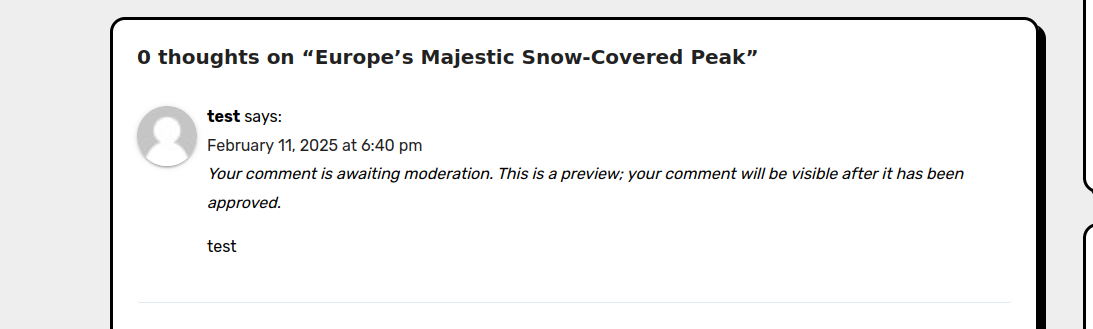 0 thoughts on “Europe’s Majestic Snow-Covered Peak”
test says:
February 11, 2025 at 6:40 pm
Your comment is awaiting moderation. This is a preview; your comment will be visible after it has been
approved.
test